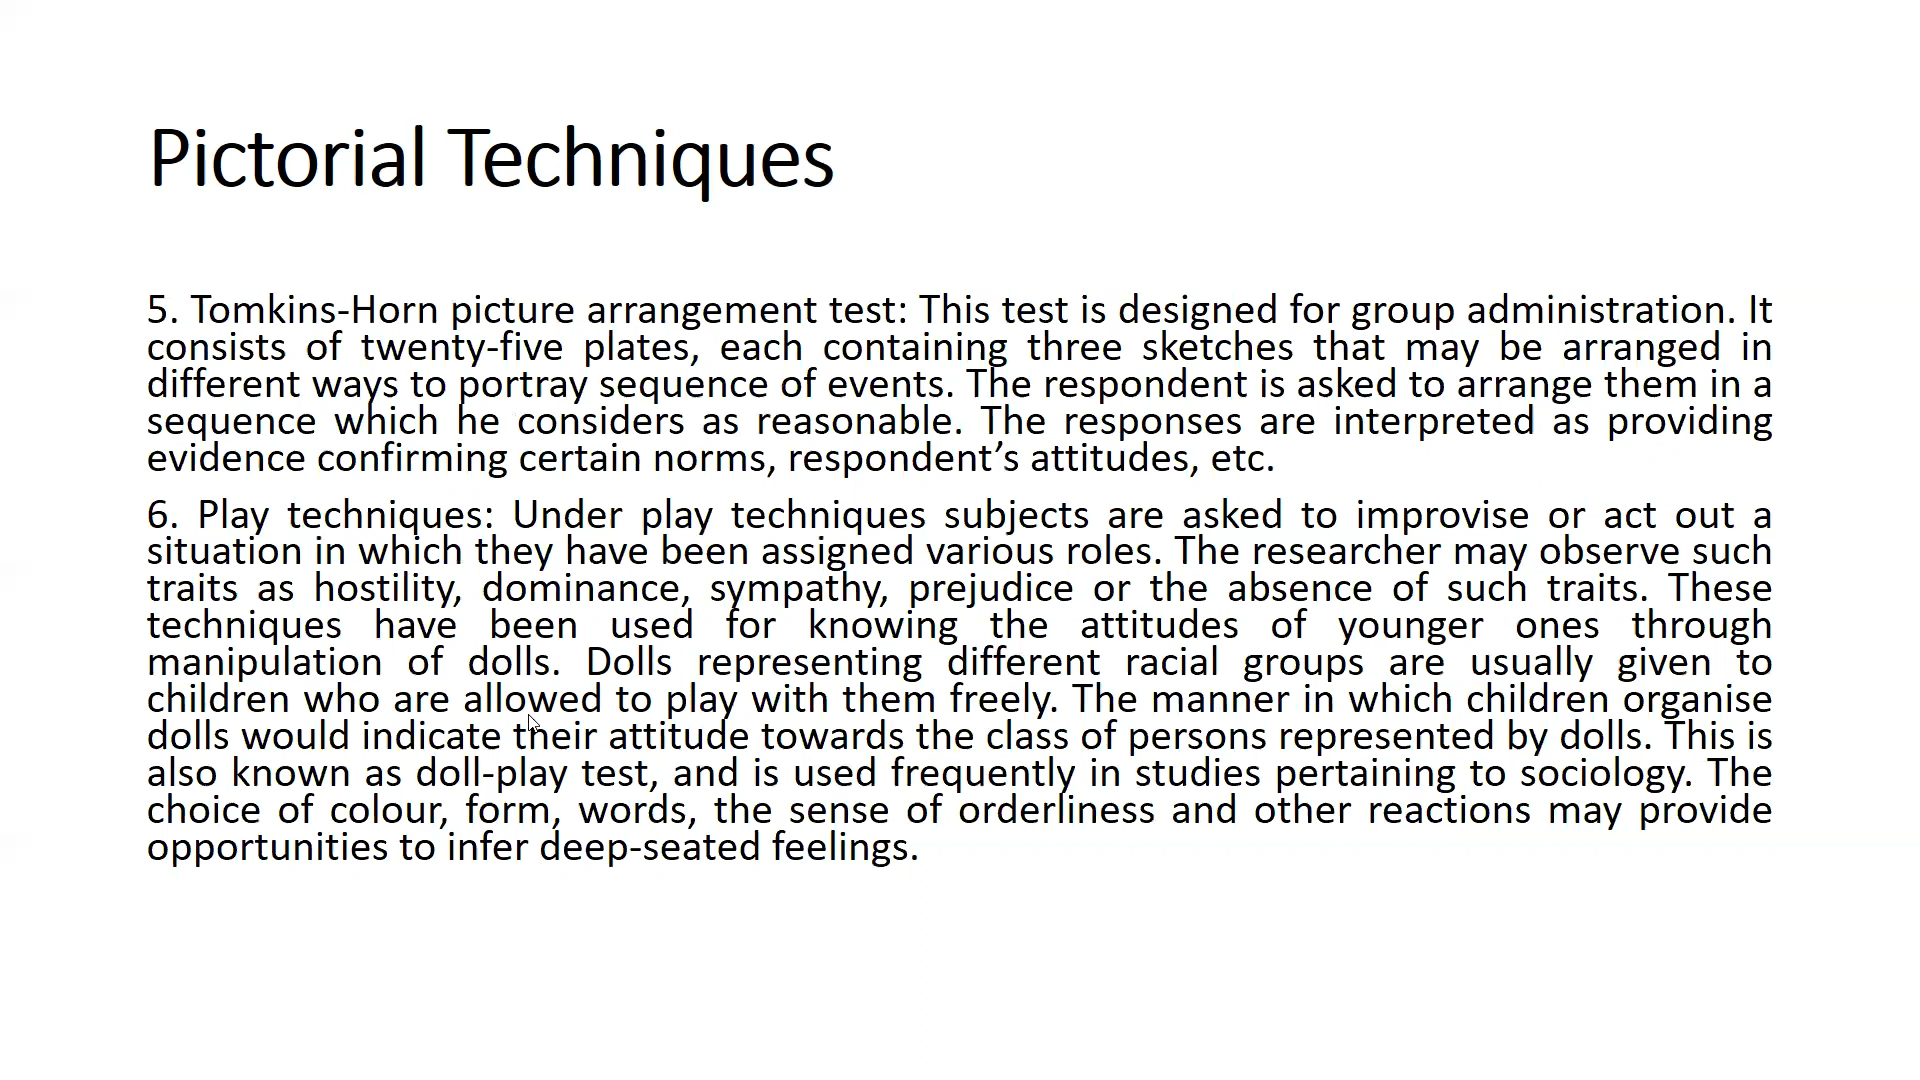 Pictorial Techniques
5. Tomkins-Horn picture arrangement test: This test is designed for group administration. It
consists of twenty-five plates, each containing three sketches that may be arranged in
different ways to portray sequence of events. The respondent is asked to arrange them in a
sequence which he considers as reasonable. The responses are interpreted as providing
evidence confirming certain norms, respondent’s attitudes, etc.
6. Play techniques: Under play techniques subjects are asked to improvise or act out a
situation in which they have been assigned various roles. The researcher may observe such
traits as hostility, dominance, sympathy, prejudice or the absence of such traits. These
techniques have been used for knowing the attitudes of younger ones through
manipulation of dolls. Dolls representing different racial groups are usually given to
children who are allowed to play with them freely. The manner in which children organise
dolls would indicate their attitude towards the class of persons represented by dolls. This is
also known as doll-play test, and is used frequently in studies pertaining to sociology. The
choice of colour, form, words, the sense of orderliness and other reactions may provide
opportunities to infer deep-seated feelings.